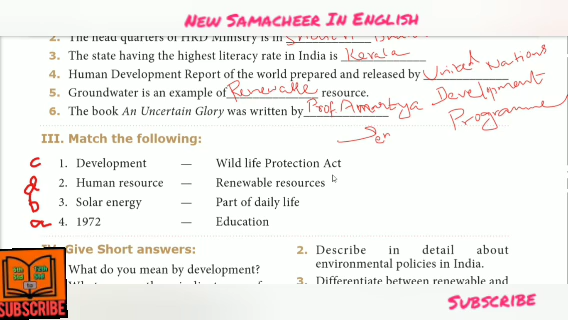 New Samacheer In English
2. The head quarters of HRD Ministry is in
3. The state having the highest literacy rate in India is Kerala
4. Human Development Report of the world prepared and released by United Nations Development Programme
5. Groundwater is an example of Renewable resource.
6. The book An Uncertain Glory was written by Prof. Amartya
en
III. Match the following:
c 1. Development — Wild life Protection Act
d 2. Human resource — Renewable resources
b 3. Solar energy — Part of daily life
a 4. 1972 — Education
Give Short answers:
What do you mean by development?
2. Describe in detail about
environmental policies in India.
3. Differentiate between renewable and
Subscribe